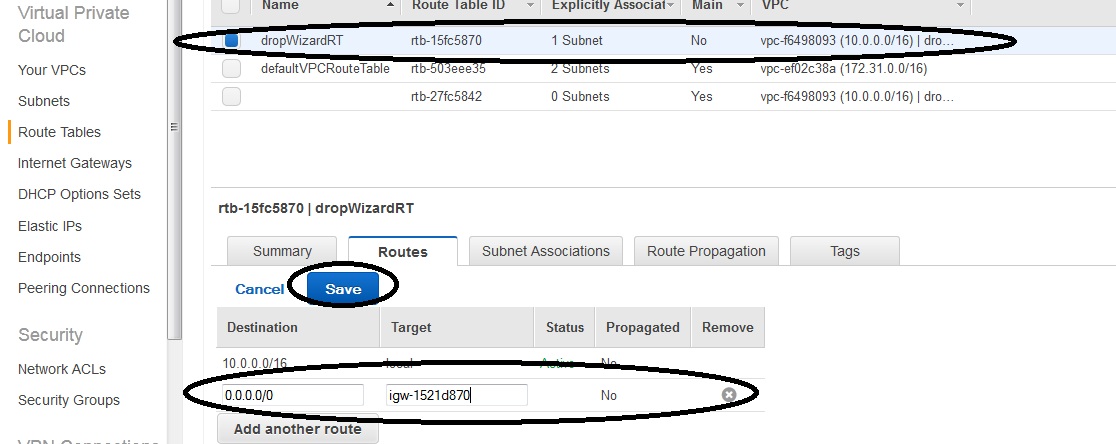 Virtual Private
Cloud
Your VPCs
Subnets
Route Tables
Internet Gateways
DHCP Options Sets
Elastic IPs
Endpoints
Peering Connections
Security
Network ACLs
Security Groups
VPN Connections
Name Route Table ID Explicitly Associat Main VPC
dropWizardRT rtb-15fc5870 1 Subnet No vpc-f6498093 (10.0.0.0/16) | dro…
defaultVPCRouteTable rtb-503eee35 2 Subnets Yes vpc-ef02c38a (172.31.0.0/16)
rtb-27fc5842 0 Subnets Yes vpc-f6498093 (10.0.0.0/16) | dro…
rtb-15fc5870 | dropWizardRT
Summary Routes Subnet Associations Route Propagation Tags
Cancel Save
Destination Target Status Propagated Remove
10.0.0.0/16 local Active No
0.0.0.0/0 igw-1521d870 No
Add another route